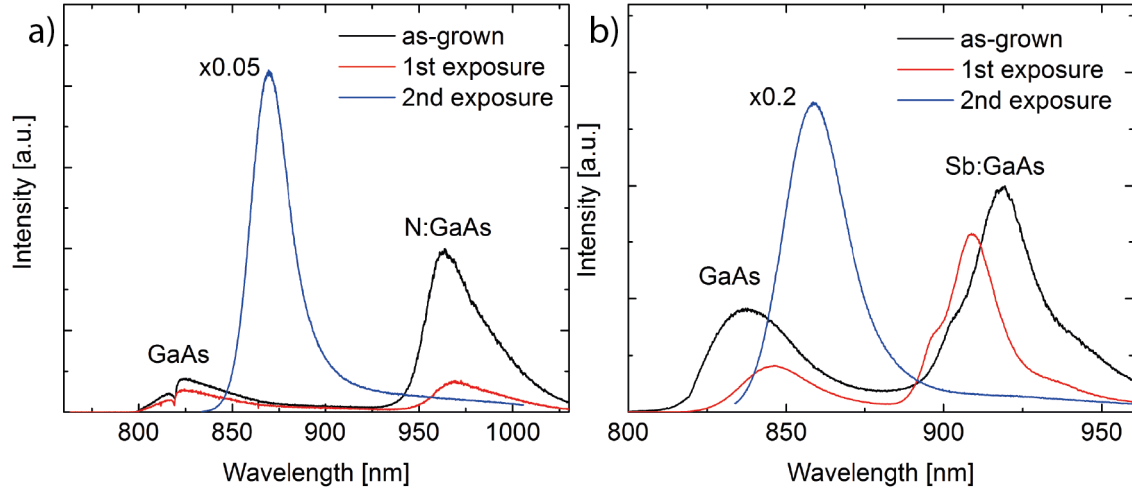 a)
as-grown
1st exposure
2nd exposure
x0.05
N:GaAs
GaAs
Intensity [a.u.]
800 850 900 950 1000
Wavelength [nm]
b)
as-grown
1st exposure
2nd exposure
x0.2
Sb:GaAs
GaAs
Intensity [a.u.]
800 850 900 950
Wavelength [nm]